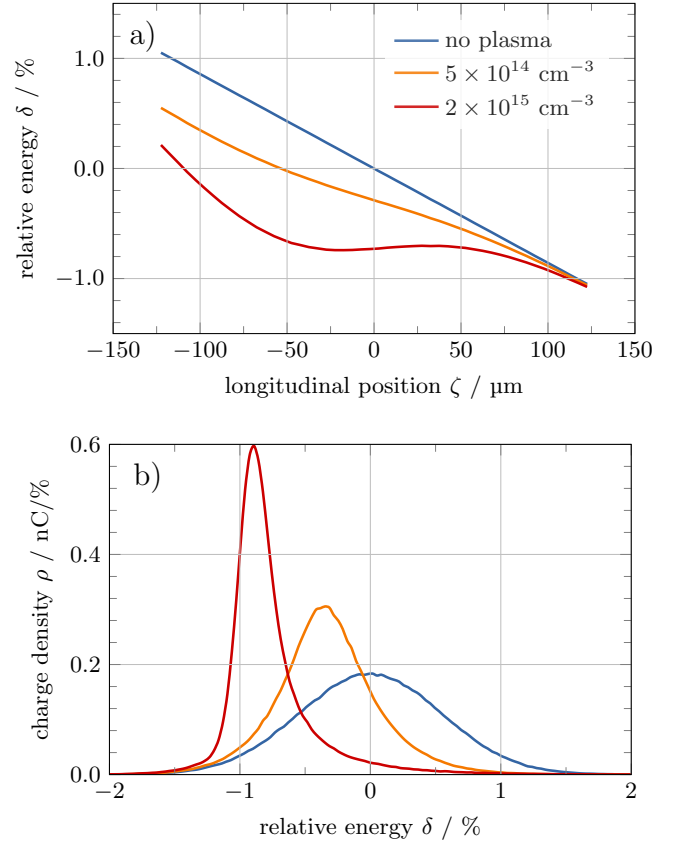 a)
no plasma
5 × 10¹⁴ cm⁻³
2 × 10¹⁵ cm⁻³
relative energy δ / %
1.0
0.0
−1.0
−150
−100
−50
0
50
100
150
longitudinal position ζ / µm
b)
charge density ρ / nC/%
0.6
0.4
0.2
0.0
−2
−1
0
1
2
relative energy δ / %